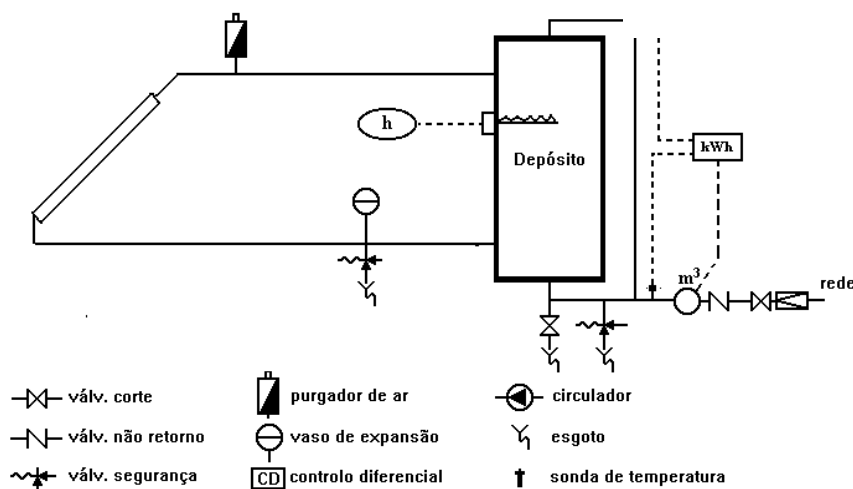 h
Depósito
kWh
m³
rede
válv. corte
purgador de ar
circulador
válv. não retorno
vaso de expansão
esgoto
válv. segurança
CD
controlo diferencial
sonda de temperatura